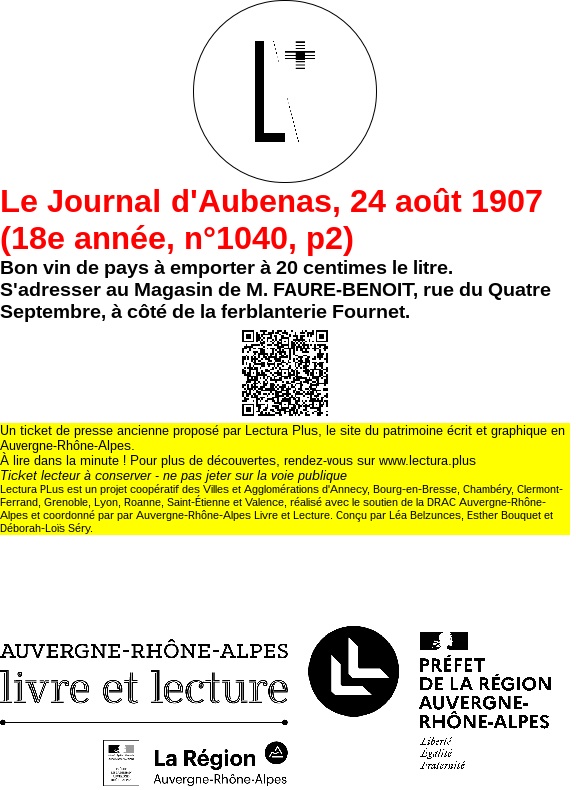 L+
Le Journal d'Aubenas, 24 août 1907
(18e année, n°1040, p2)
Bon vin de pays à emporter à 20 centimes le litre.
S'adresser au Magasin de M. FAURE-BENOIT, rue du Quatre
Septembre, à côté de la ferblanterie Fournet.
Un ticket de presse ancienne proposé par Lectura Plus, le site du patrimoine écrit et graphique en
Auvergne-Rhône-Alpes.
À lire dans la minute ! Pour plus de découvertes, rendez-vous sur www.lectura.plus
Ticket lecteur à conserver - ne pas jeter sur la voie publique
Lectura PLus est un projet coopératif des Villes et Agglomérations d'Annecy, Bourg-en-Bresse, Chambéry, Clermont-
Ferrand, Grenoble, Lyon, Roanne, Saint-Étienne et Valence, réalisé avec le soutien de la DRAC Auvergne-Rhône-
Alpes et coordonné par par Auvergne-Rhône-Alpes Livre et Lecture. Conçu par Léa Belzunces, Esther Bouquet et
Déborah-Loïs Séry.
AUVERGNE-RHÔNE-ALPES
livre et lecture
La Région
Auvergne-Rhône-Alpes
PRÉFET
DE LA RÉGION
AUVERGNE-
RHÔNE-ALPES
Liberté
Égalité
Fraternité